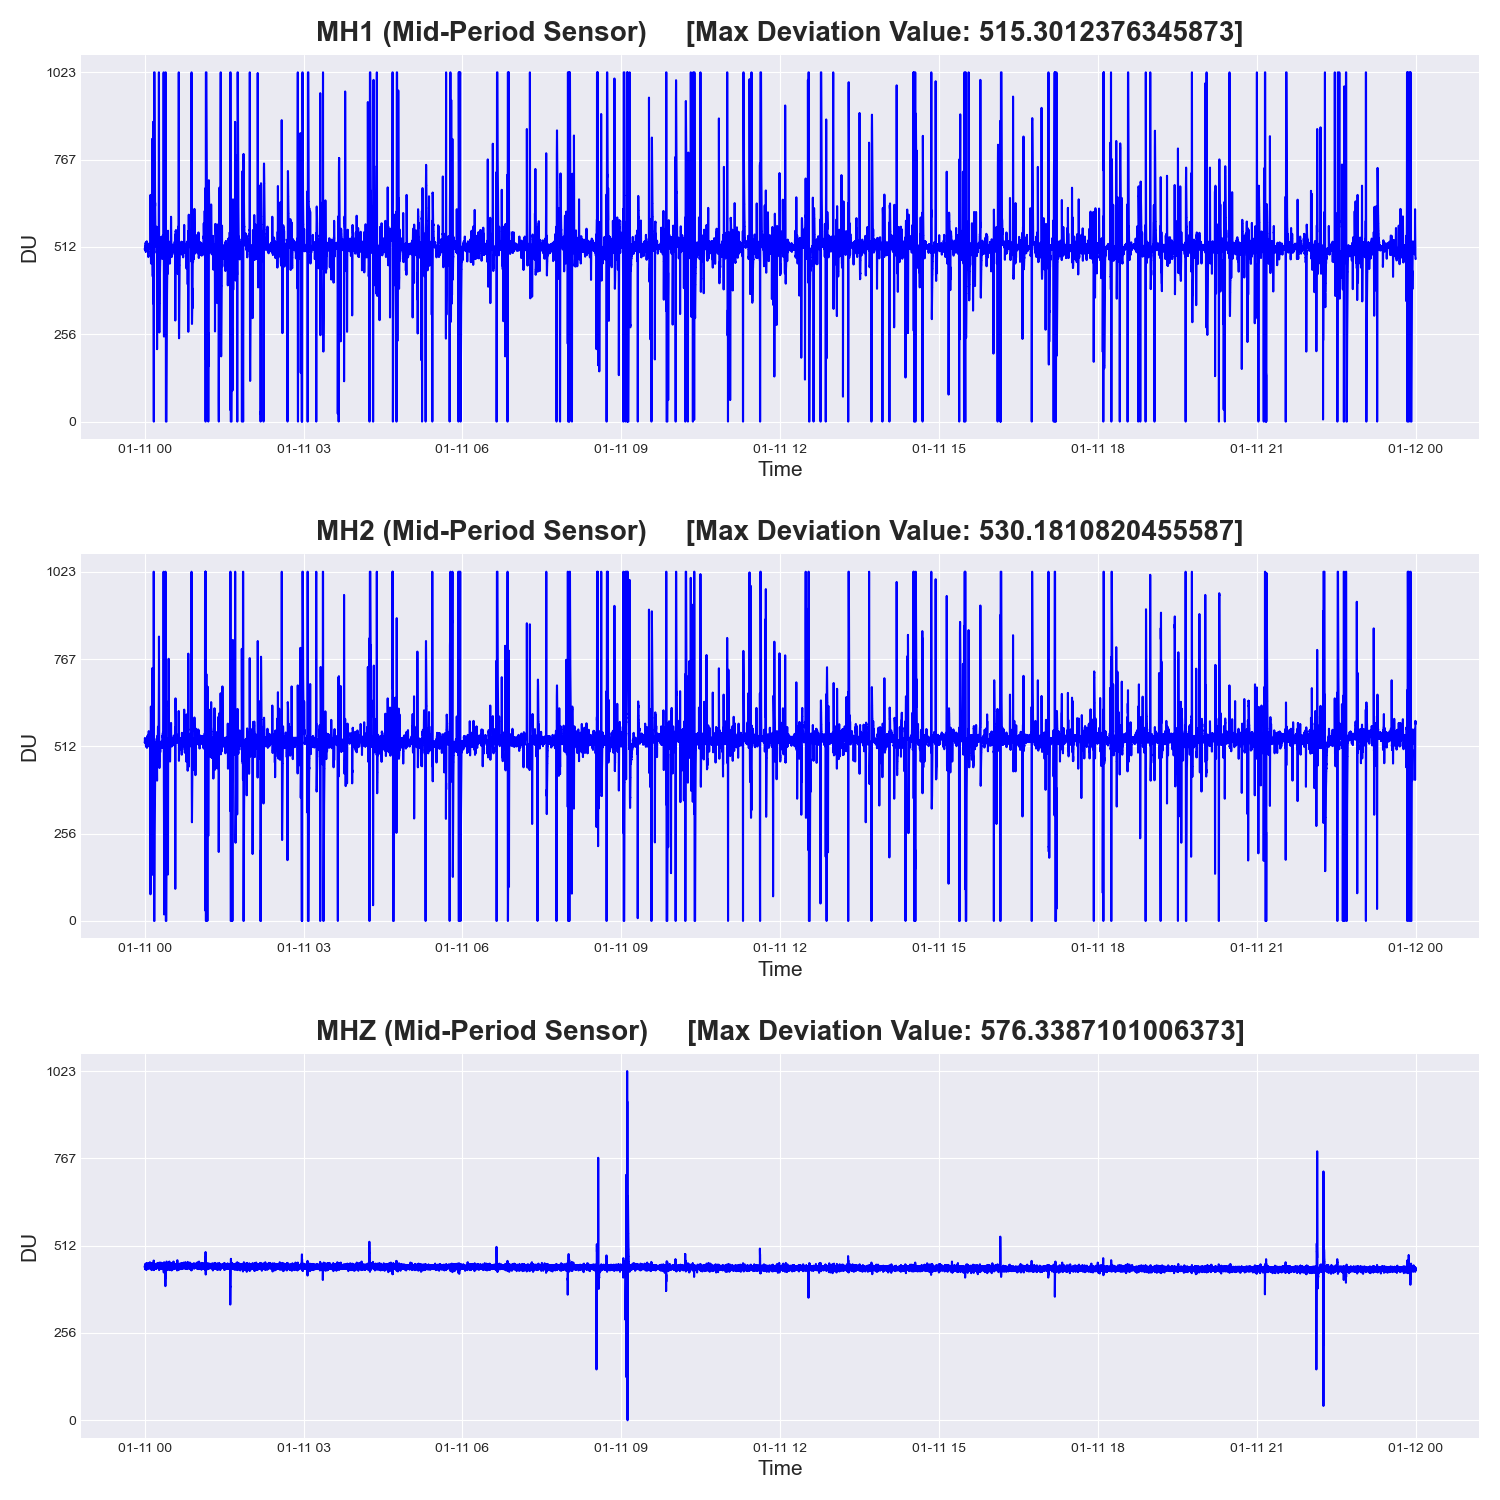 MH1 (Mid-Period Sensor) [Max Deviation Value: 515.3012376345873]
1023
767
512
256
0
DU
01-11 00 01-11 03 01-11 06 01-11 09 01-11 12 01-11 15 01-11 18 01-11 21 01-12 00
Time
MH2 (Mid-Period Sensor) [Max Deviation Value: 530.1810820455587]
1023
767
512
256
0
DU
01-11 00 01-11 03 01-11 06 01-11 09 01-11 12 01-11 15 01-11 18 01-11 21 01-12 00
Time
MHZ (Mid-Period Sensor) [Max Deviation Value: 576.3387101006373]
1023
767
512
256
0
DU
01-11 00 01-11 03 01-11 06 01-11 09 01-11 12 01-11 15 01-11 18 01-11 21 01-12 00
Time